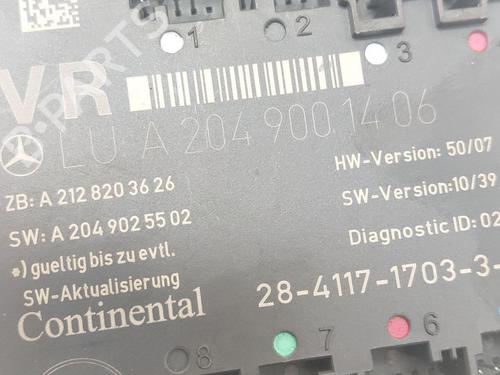 1
2
3
VR
LU A 204 900 14 06
HW-Version: 50/07
ZB: A 212 820 36 26
SW-Version:10/39
SW: A 204 902 55 02
Diagnostic ID: 02
*) gueltig bis zu evtl.
SW-Aktualisierung
28-4117-1703-3-
Continental
8
7
6